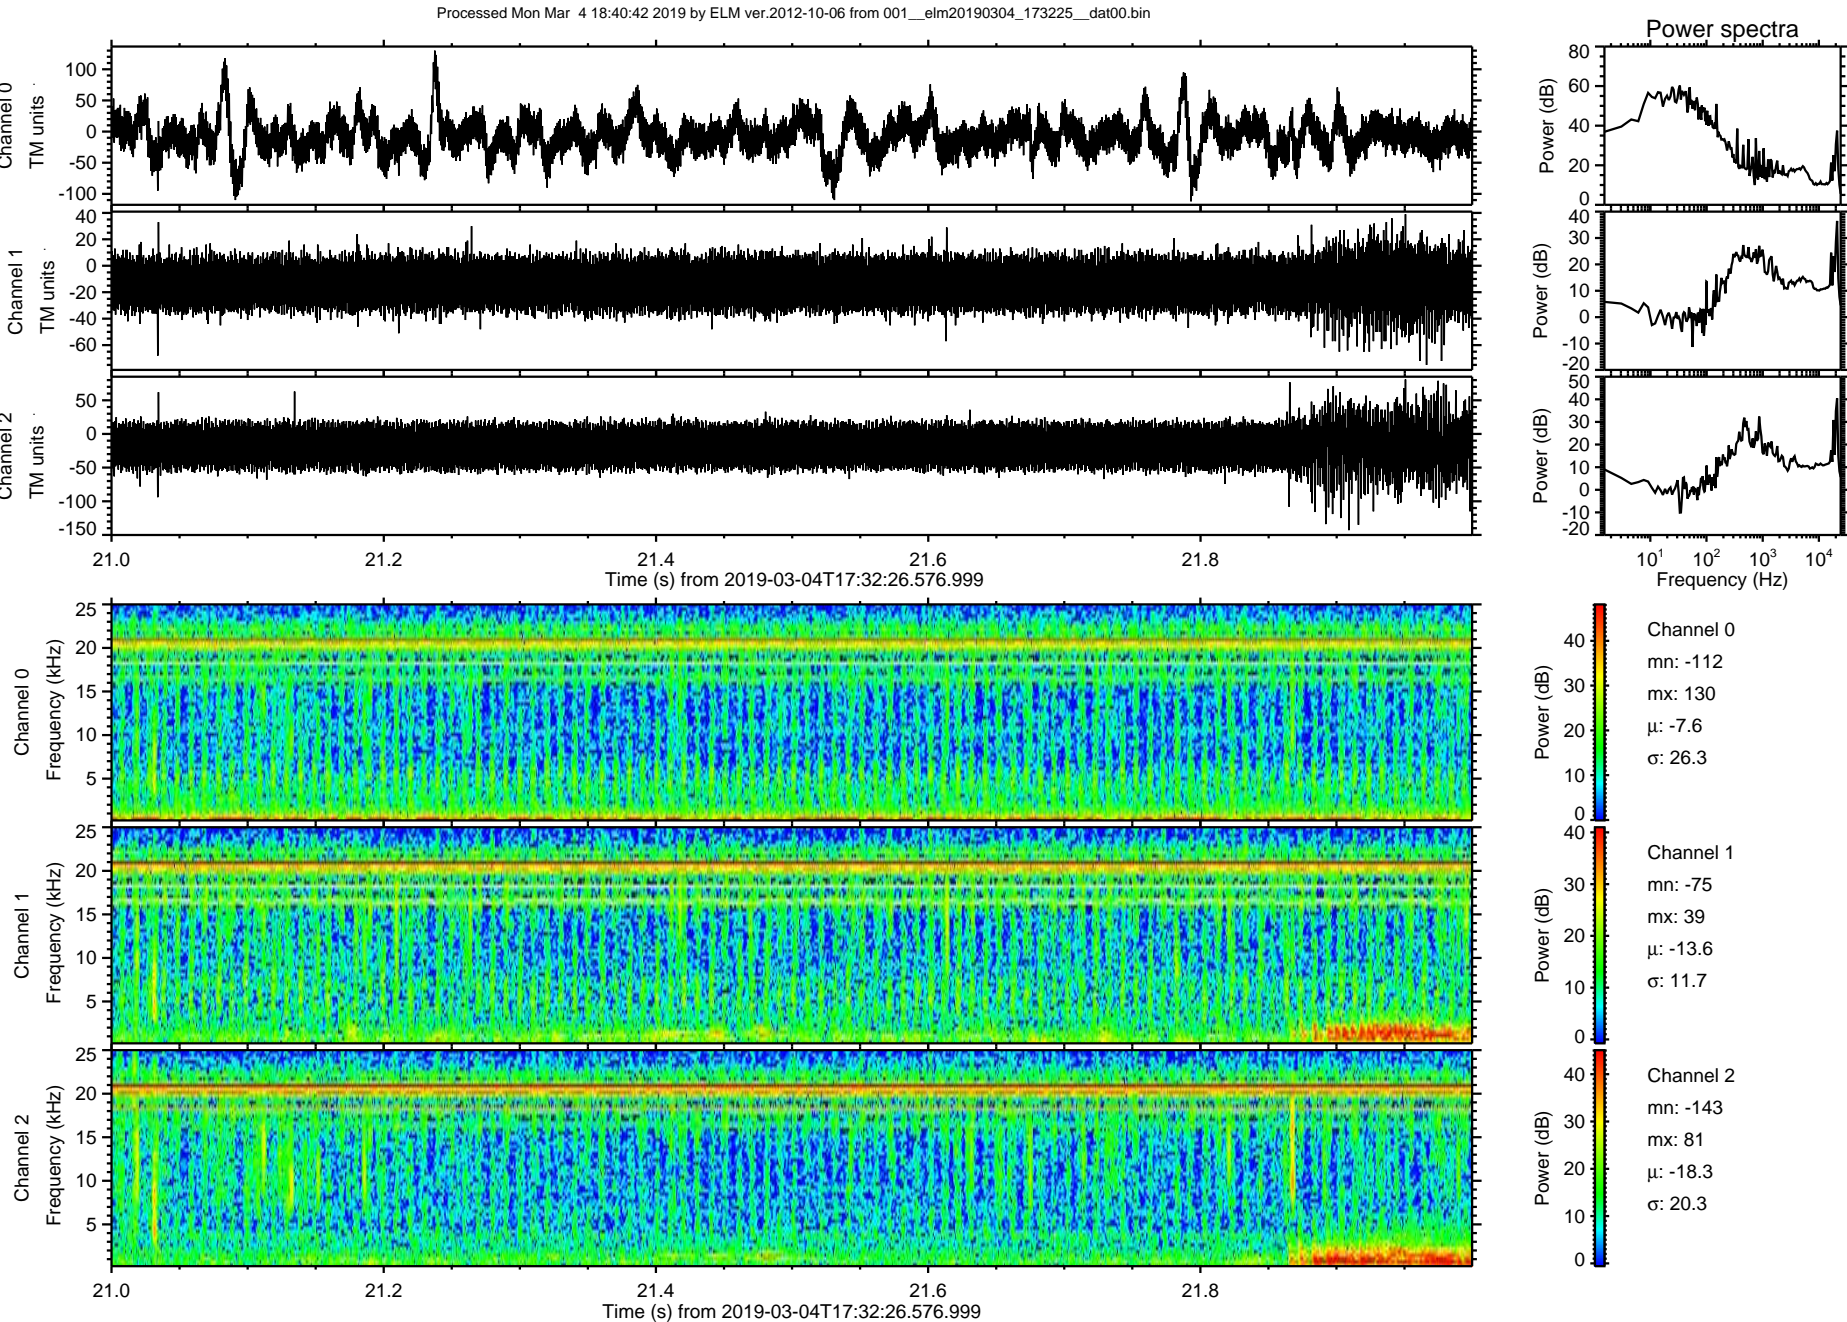 Processed Mon Mar  4 18:40:42 2019 by ELM ver.2012-10-06 from 001__elm20190304_173225__dat00.bin
Power spectra
Channel 0
TM units
100
50
0
-50
-100
Power (dB)
80
60
40
20
0
Channel 1
TM units
40
20
0
-20
-40
-60
Power (dB)
40
30
20
10
0
-10
-20
Channel 2
TM units
50
0
-50
-100
-150
Power (dB)
50
40
30
20
10
0
-10
-20
21.0 21.2 21.4 21.6 21.8
Time (s) from 2019-03-04T17:32:26.576.999
10^1 10^2 10^3 10^4
Frequency (Hz)
Channel 0
Frequency (kHz)
25
20
15
10
5
Power (dB)
40
30
20
10
0
Channel 0
mn: -112
mx: 130
μ: -7.6
σ: 26.3
Channel 1
Frequency (kHz)
25
20
15
10
5
Power (dB)
40
30
20
10
0
Channel 1
mn: -75
mx: 39
μ: -13.6
σ: 11.7
Channel 2
Frequency (kHz)
25
20
15
10
5
Power (dB)
40
30
20
10
0
Channel 2
mn: -143
mx: 81
μ: -18.3
σ: 20.3
21.0 21.2 21.4 21.6 21.8
Time (s) from 2019-03-04T17:32:26.576.999